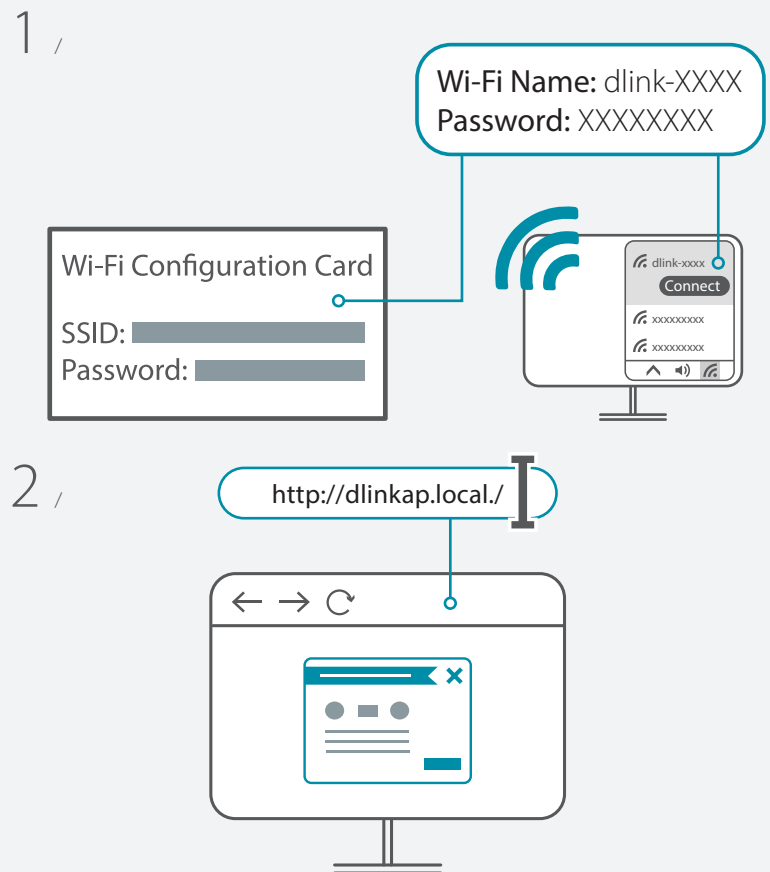 1 /
Wi-Fi Name: dlink-XXXX
Password: XXXXXXXX
Wi-Fi Configuration Card
SSID:
Password:
dlink-xxxx
Connect
xxxxxxxxx
xxxxxxxxx
2 /
http://dlinkap.local./